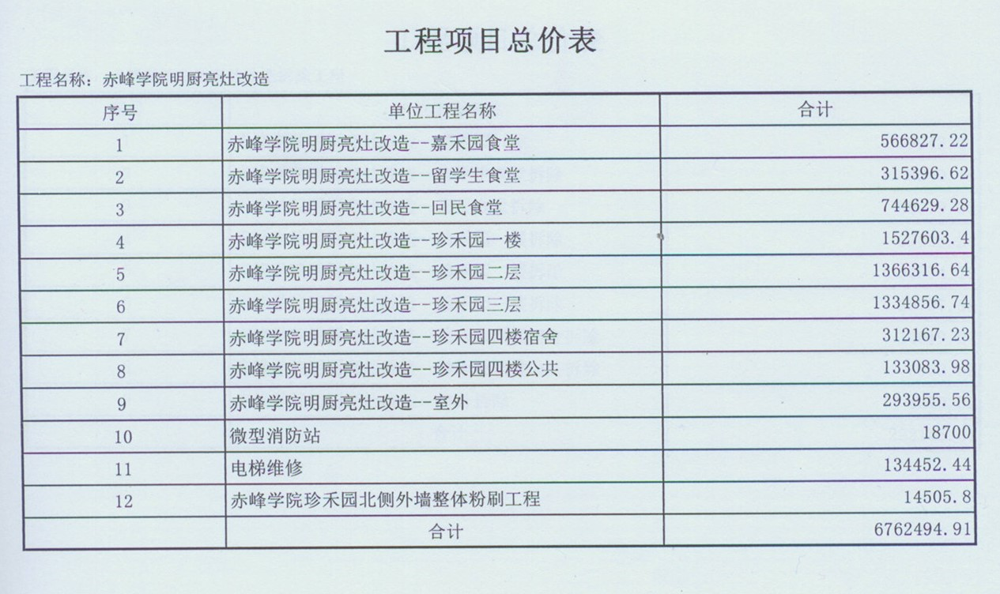 工程项目总价表
工程名称：赤峰学院明厨亮灶改造
序号 单位工程名称 合计
1 赤峰学院明厨亮灶改造--嘉禾园食堂 566827.22
2 赤峰学院明厨亮灶改造--留学生食堂 315396.62
3 赤峰学院明厨亮灶改造--回民食堂 744629.28
4 赤峰学院明厨亮灶改造--珍禾园一楼 1527603.4
5 赤峰学院明厨亮灶改造--珍禾园二层 1366316.64
6 赤峰学院明厨亮灶改造--珍禾园三层 1334856.74
7 赤峰学院明厨亮灶改造--珍禾园四楼宿舍 312167.23
8 赤峰学院明厨亮灶改造--珍禾园四楼公共 133083.98
9 赤峰学院明厨亮灶改造--室外 293955.56
10 微型消防站 18700
11 电梯维修 134452.44
12 赤峰学院珍禾园北侧外墙整体粉刷工程 14505.8
合计 6762494.91